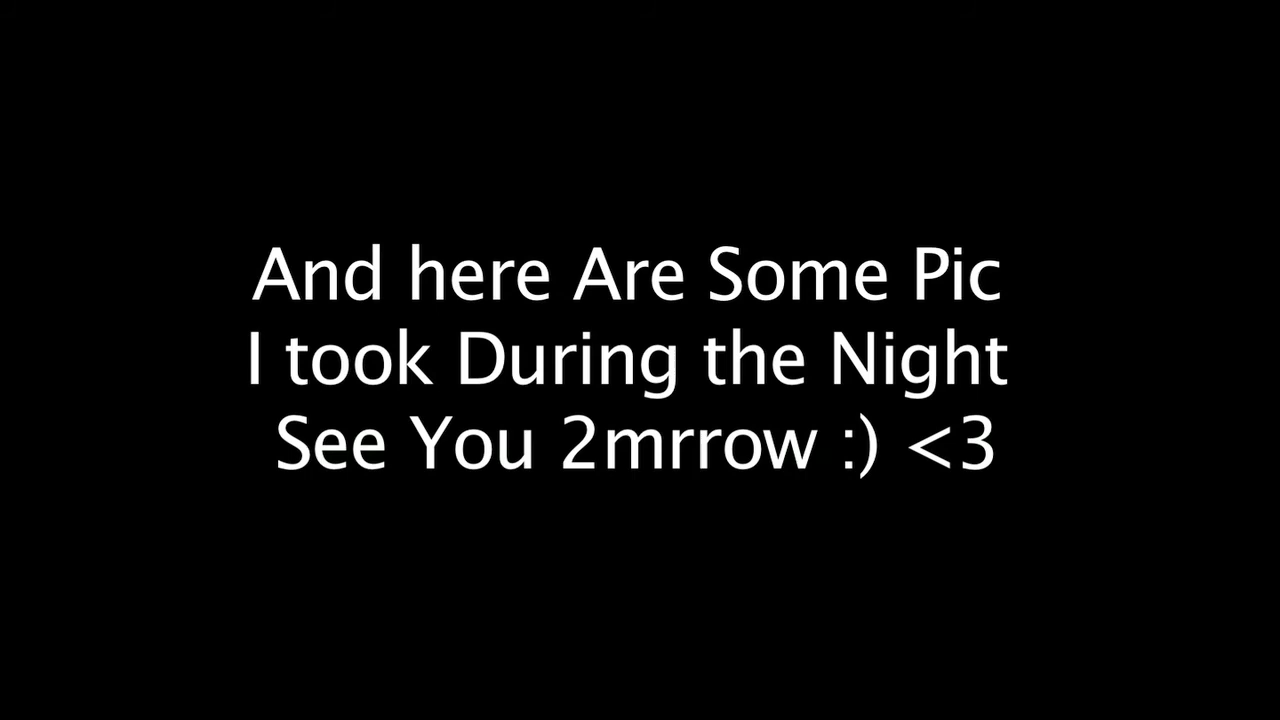 And here Are Some Pic
I took During the Night
See You 2mrrow :) <3